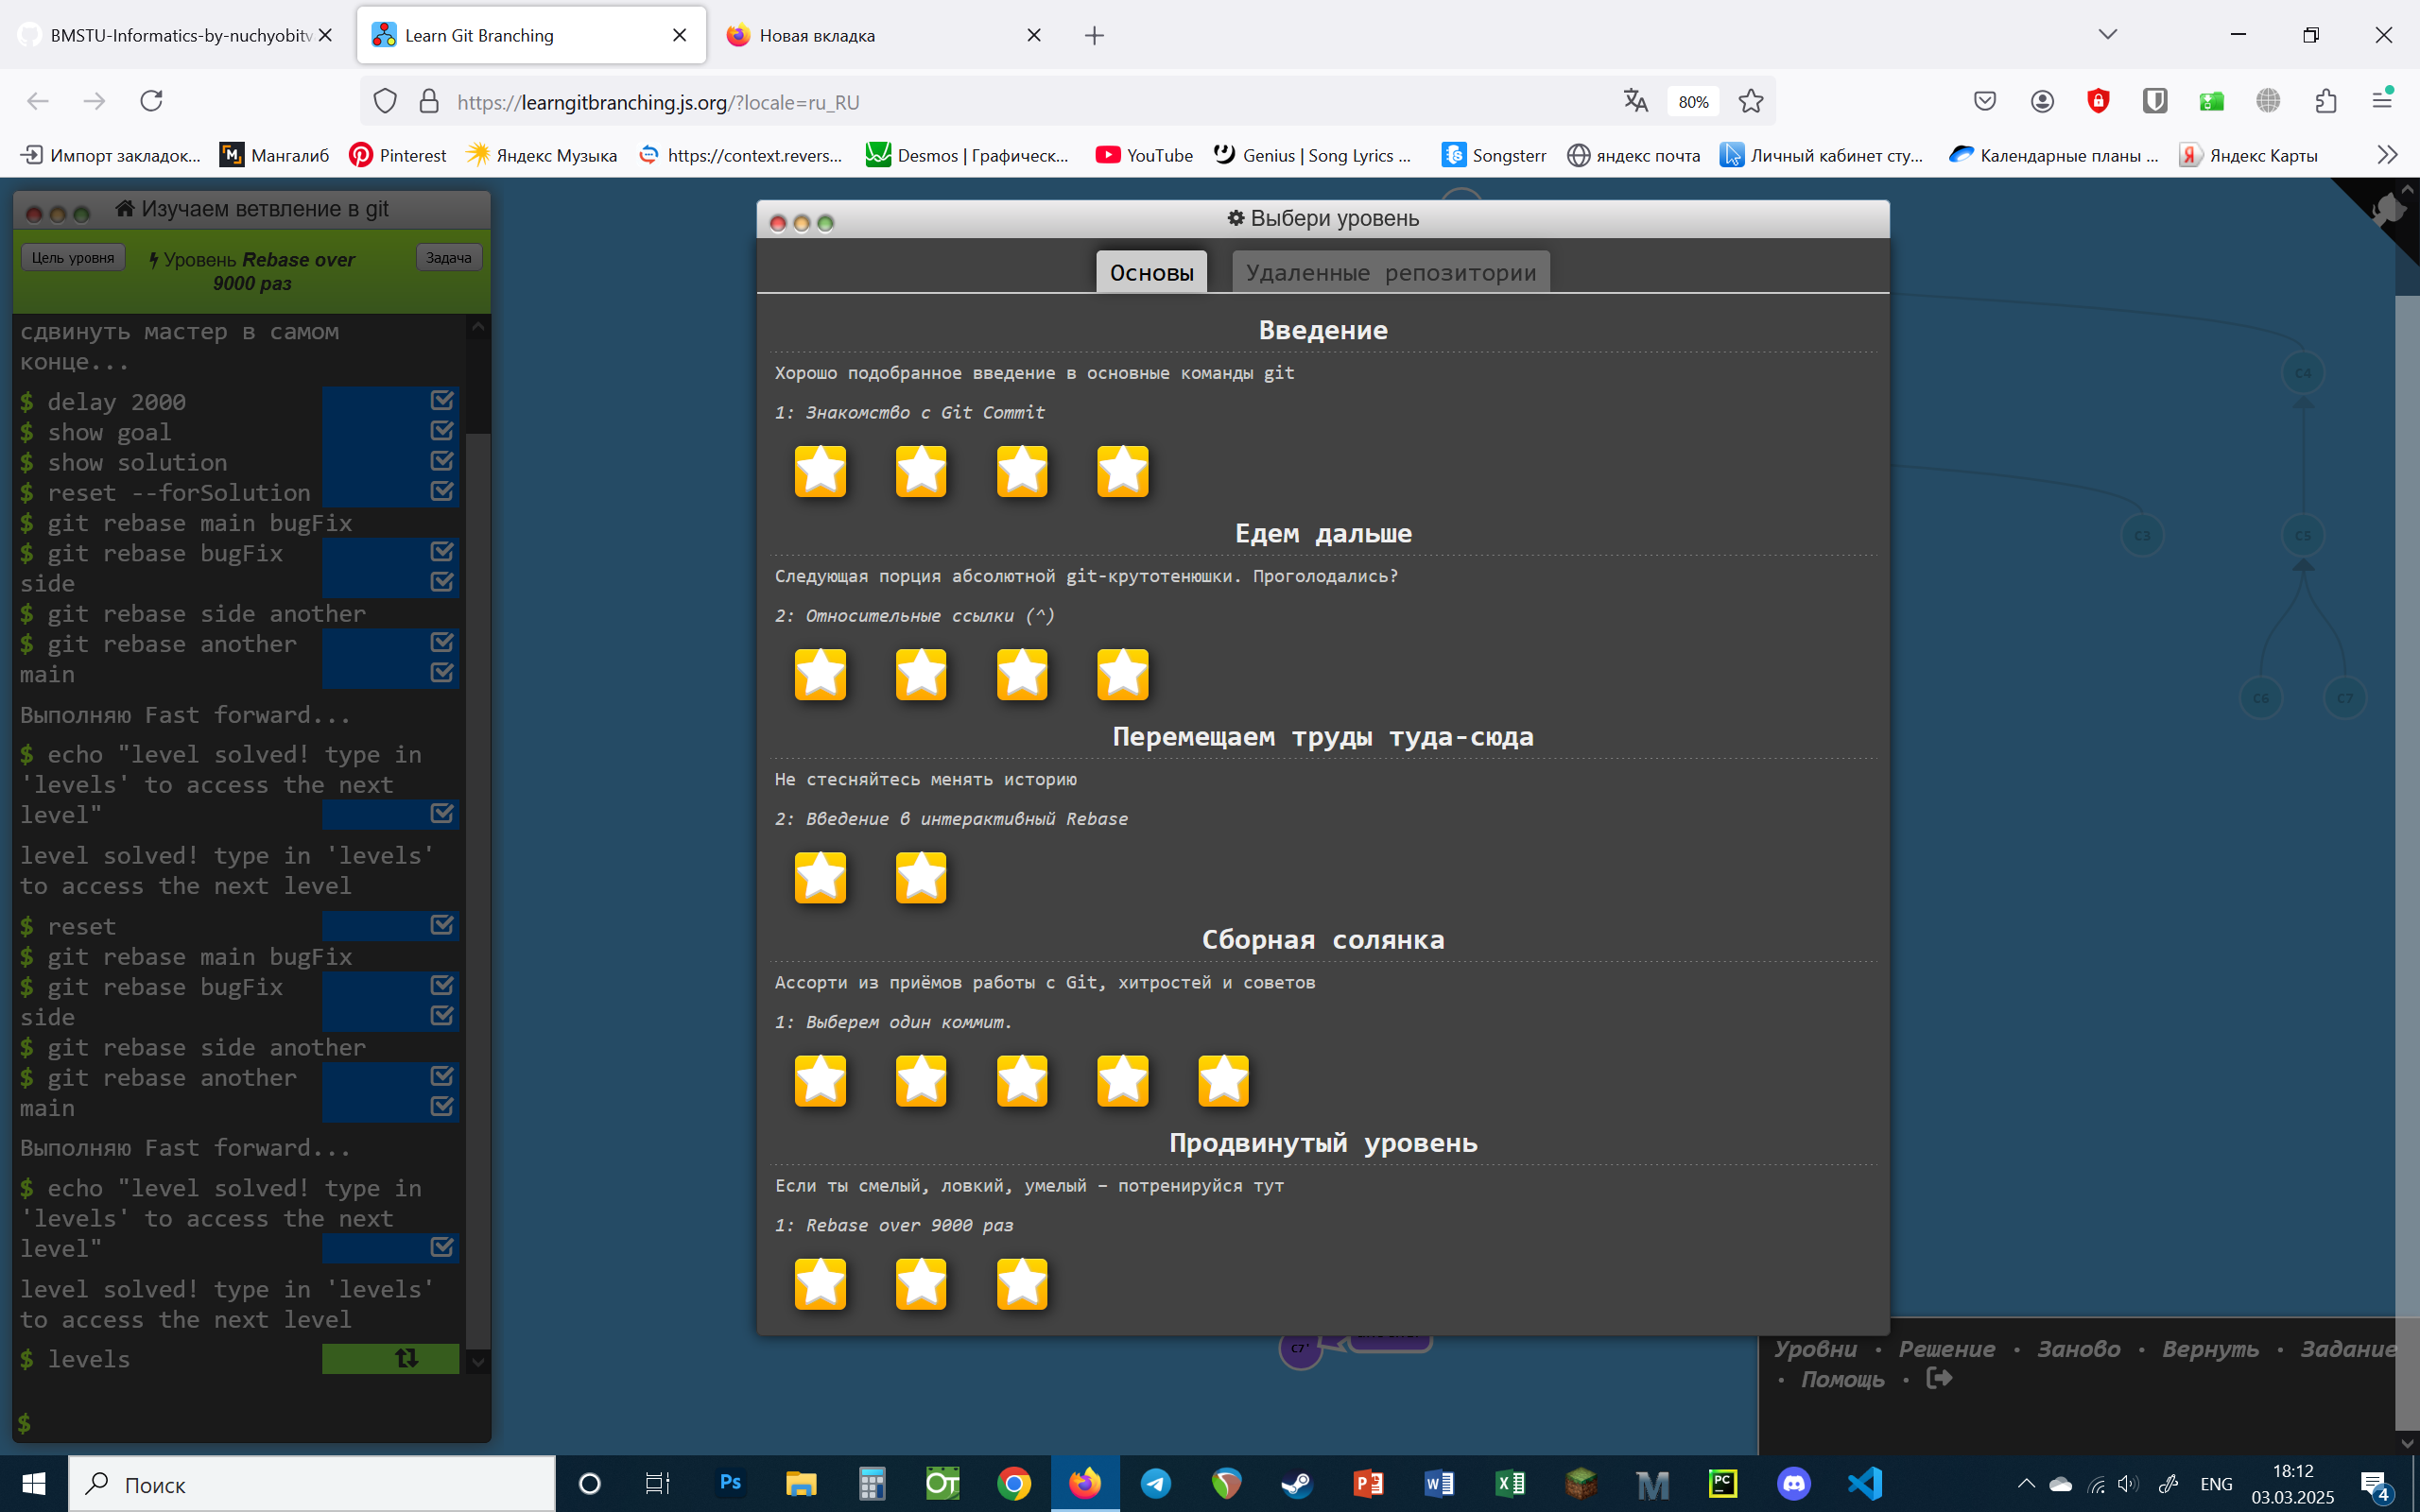 BMSTU-Informatics-by-nuchyobitv
Learn Git Branching
Новая вкладка
https://learngitbranching.js.org/?locale=ru_RU
80%
Импорт закладок...
Мангалиб
Pinterest
Яндекс Музыка
https://context.revers...
Desmos | Графическ...
YouTube
Genius | Song Lyrics ...
Songsterr
яндекс почта
Личный кабинет сту...
Календарные планы ...
Яндекс Карты
Изучаем ветвление в git
Цель уровня
Уровень Rebase over
9000 раз
Задача
сдвинуть мастер в самом
конце...
$ delay 2000
$ show goal
$ show solution
$ reset --forSolution
$ git rebase main bugFix
$ git rebase bugFix
side
$ git rebase side another
$ git rebase another
main
Выполняю Fast forward...
$ echo "level solved! type in
'levels' to access the next
level"
level solved! type in 'levels'
to access the next level
$ reset
$ git rebase main bugFix
$ git rebase bugFix
side
$ git rebase side another
$ git rebase another
main
Выполняю Fast forward...
$ echo "level solved! type in
'levels' to access the next
level"
level solved! type in 'levels'
to access the next level
$ levels
$
Выбери уровень
Основы
Удаленные репозитории
Введение
Хорошо подобранное введение в основные команды git
1: Знакомство с Git Commit
Едем дальше
Следующая порция абсолютной git-крутотенюшки. Проголодались?
2: Относительные ссылки (^)
Перемещаем труды туда-сюда
Не стесняйтесь менять историю
2: Введение в интерактивный Rebase
Сборная солянка
Ассорти из приёмов работы с Git, хитростей и советов
1: Выберем один коммит.
Продвинутый уровень
Если ты смелый, ловкий, умелый – потренируйся тут
1: Rebase over 9000 раз
C4
C3
C5
C6
C7
C7'
Уровни • Решение • Заново • Вернуть • Задание
• Помощь •
Поиск
Ps
ENG
18:12
03.03.2025
4